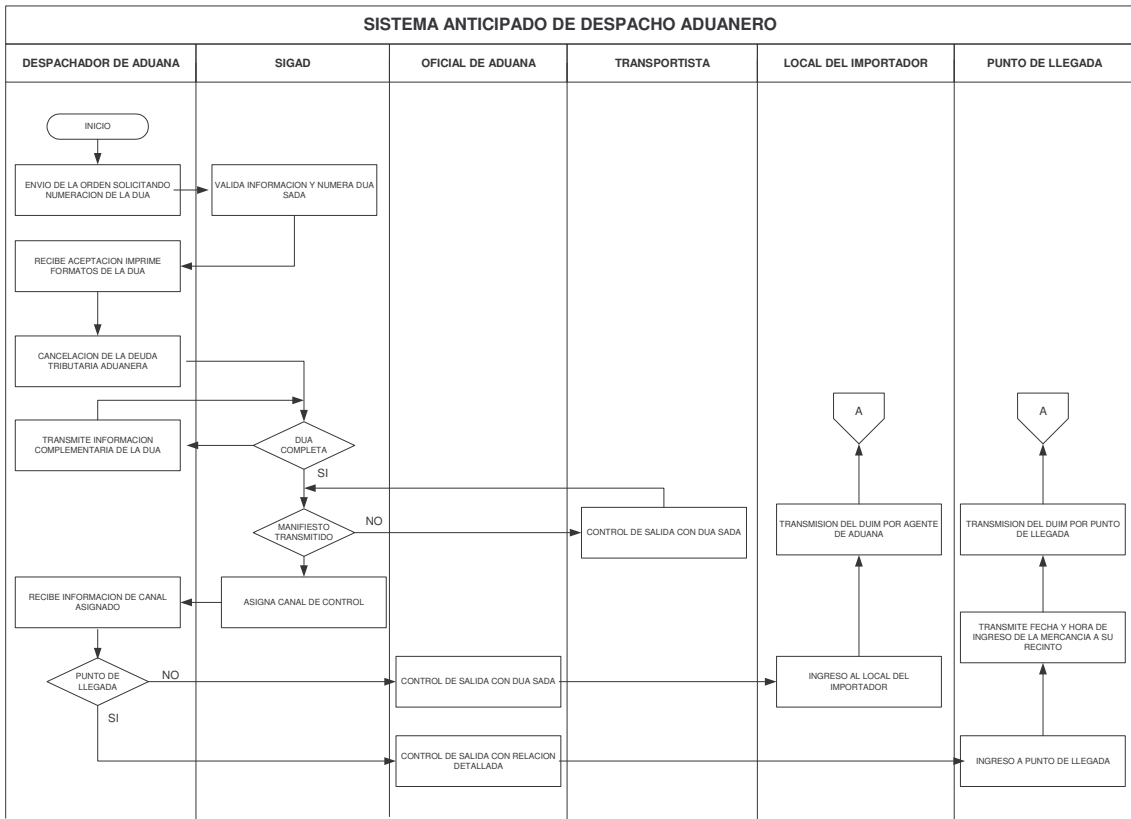 SISTEMA ANTICIPADO DE DESPACHO ADUANERO
DESPACHADOR DE ADUANA
SIGAD
OFICIAL DE ADUANA
TRANSPORTISTA
LOCAL DEL IMPORTADOR
PUNTO DE LLEGADA
INICIO
ENVIO DE LA ORDEN SOLICITANDO
NUMERACION DE LA DUA
VALIDA INFORMACION Y NUMERA DUA
SADA
RECIBE ACEPTACION IMPRIME
FORMATOS DE LA DUA
CANCELACION DE LA DEUDA
TRIBUTARIA ADUANERA
TRANSMITE INFORMACION
COMPLEMENTARIA DE LA DUA
DUA
COMPLETA
SI
A
A
MANIFIESTO
TRANSMITIDO
NO
CONTROL DE SALIDA CON DUA SADA
TRANSMISION DEL DUIM POR AGENTE
DE ADUANA
TRANSMISION DEL DUIM POR PUNTO
DE LLEGADA
RECIBE INFORMACION DE CANAL
ASIGNADO
ASIGNA CANAL DE CONTROL
TRANSMITE FECHA Y HORA DE
INGRESO DE LA MERCANCIA A SU
RECINTO
PUNTO DE
LLEGADA
NO
SI
CONTROL DE SALIDA CON DUA SADA
INGRESO AL LOCAL DEL
IMPORTADOR
CONTROL DE SALIDA CON RELACION
DETALLADA
INGRESO A PUNTO DE LLEGADA